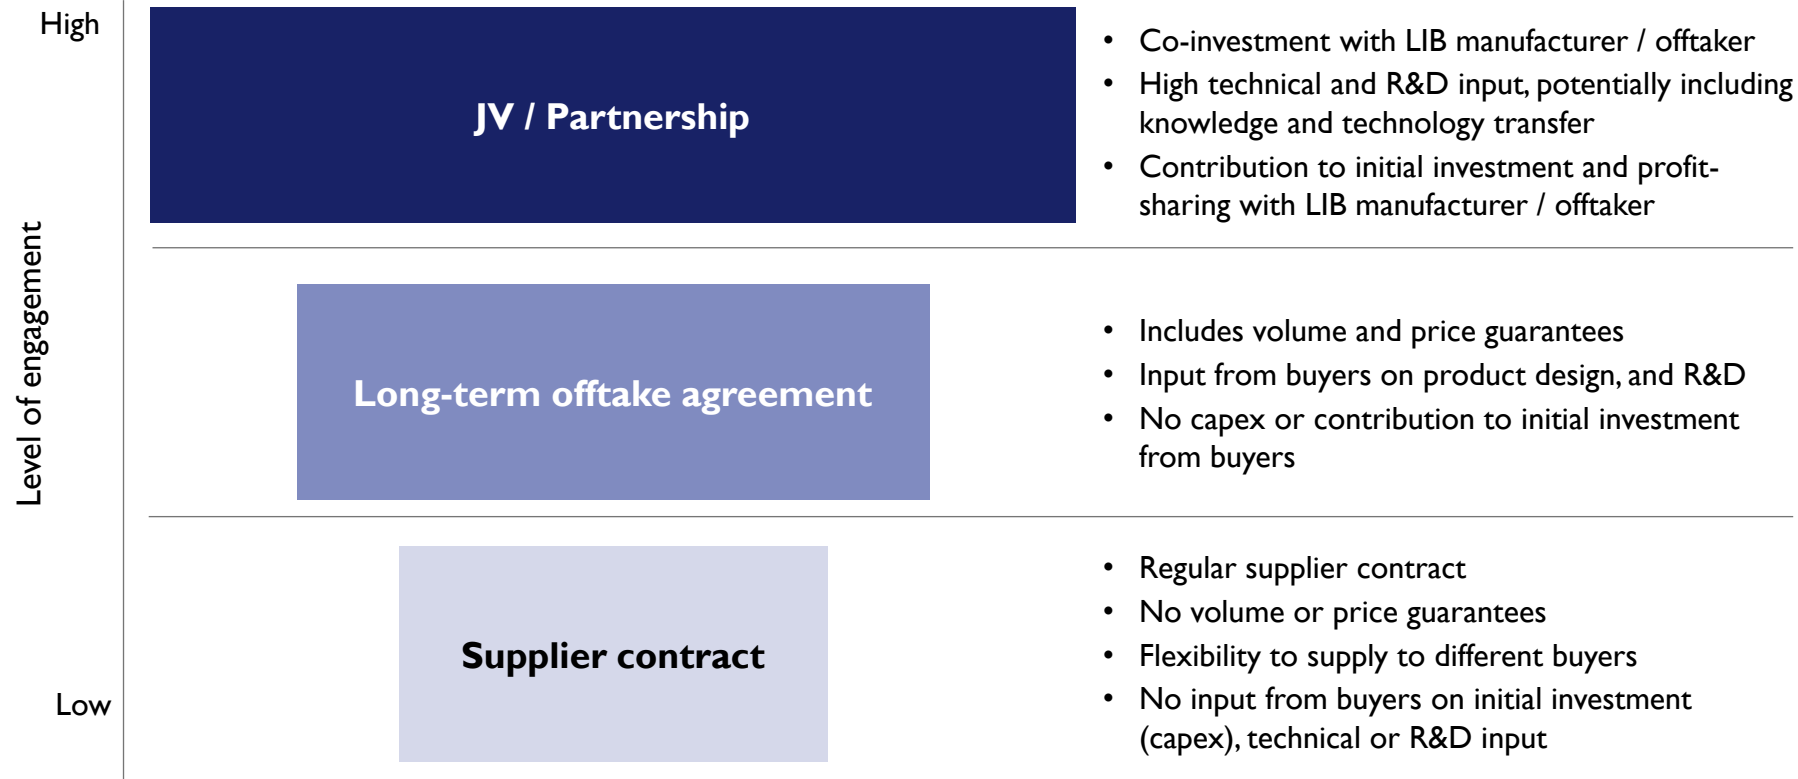 High
JV / Partnership
• Co-investment with LIB manufacturer / offtaker
• High technical and R&D input, potentially including
knowledge and technology transfer
• Contribution to initial investment and profit-
sharing with LIB manufacturer / offtaker
Level of engagement
Long-term offtake agreement
• Includes volume and price guarantees
• Input from buyers on product design, and R&D
• No capex or contribution to initial investment
from buyers
Supplier contract
• Regular supplier contract
• No volume or price guarantees
• Flexibility to supply to different buyers
• No input from buyers on initial investment
(capex), technical or R&D input
Low